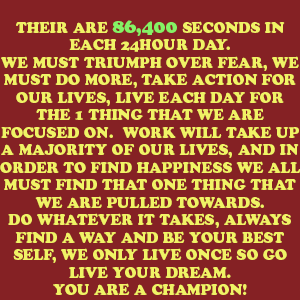 THEIR ARE 86,400 SECONDS IN
EACH 24HOUR DAY.
WE MUST TRIUMPH OVER FEAR, WE
MUST DO MORE, TAKE ACTION FOR
OUR LIVES, LIVE EACH DAY FOR
THE 1 THING THAT WE ARE
FOCUSED ON.  WORK WILL TAKE UP
A MAJORITY OF OUR LIVES, AND IN
ORDER TO FIND HAPPINESS WE ALL
MUST FIND THAT ONE THING THAT
WE ARE PULLED TOWARDS.
DO WHATEVER IT TAKES, ALWAYS
FIND A WAY AND BE YOUR BEST
SELF, WE ONLY LIVE ONCE SO GO
LIVE YOUR DREAM.
YOU ARE A CHAMPION!